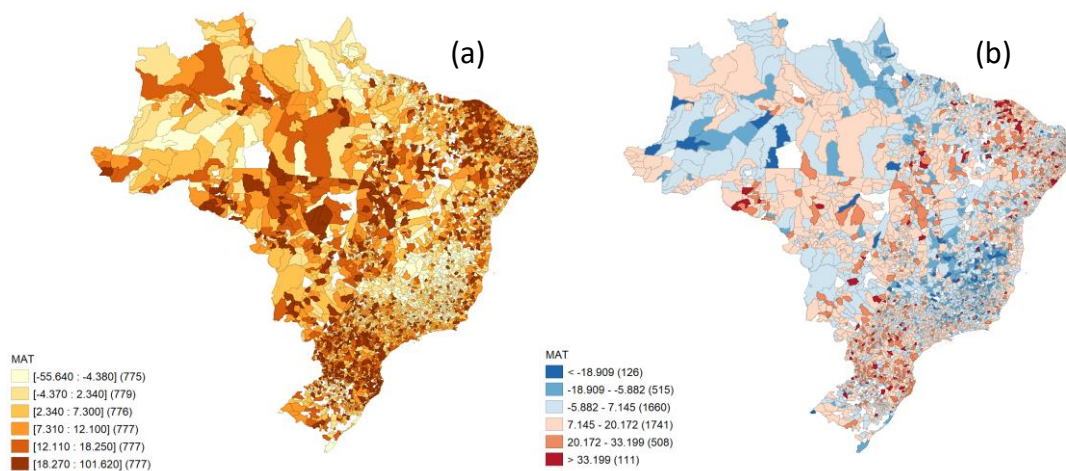 (a)
(b)
MAT
[-55.640 : -4.380] (775)
[-4.370 : 2.340] (779)
[2.340 : 7.300] (776)
[7.310 : 12.100] (777)
[12.110 : 18.250] (777)
[18.270 : 101.620] (777)
MAT
< -18.909 (126)
-18.909 - -5.882 (515)
-5.882 - 7.145 (1660)
7.145 - 20.172 (1741)
20.172 - 33.199 (508)
> 33.199 (111)